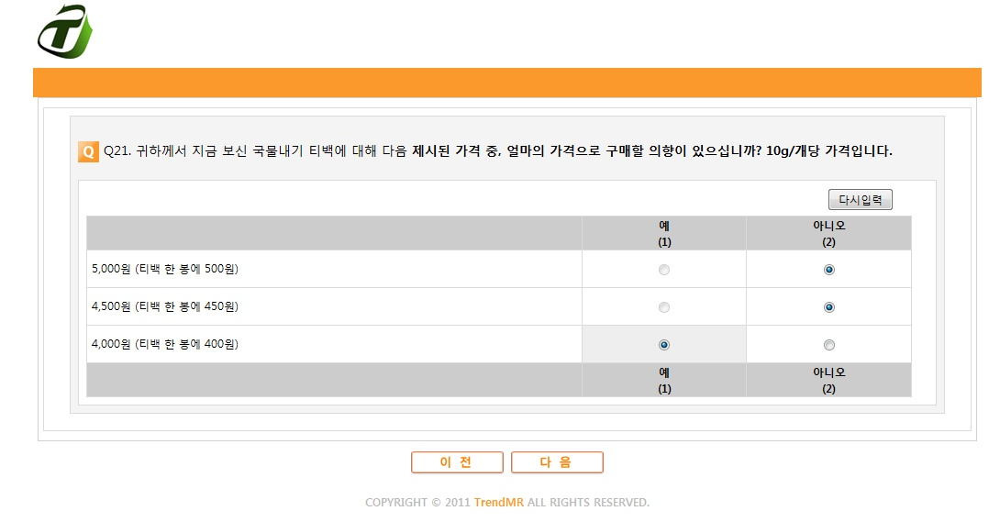 T
Q Q21. 귀하께서 지금 보신 국물내기 티백에 대해 다음 제시된 가격 중, 얼마의 가격으로 구매할 의향이 있으십니까? 10g/개당 가격입니다.
다시입력
예 아니오
(1) (2)
5,000원 (티백 한 봉에 500원)
4,500원 (티백 한 봉에 450원)
4,000원 (티백 한 봉에 400원)
예 아니오
(1) (2)
이 전 다 음
COPYRIGHT © 2011 TrendMR ALL RIGHTS RESERVED.